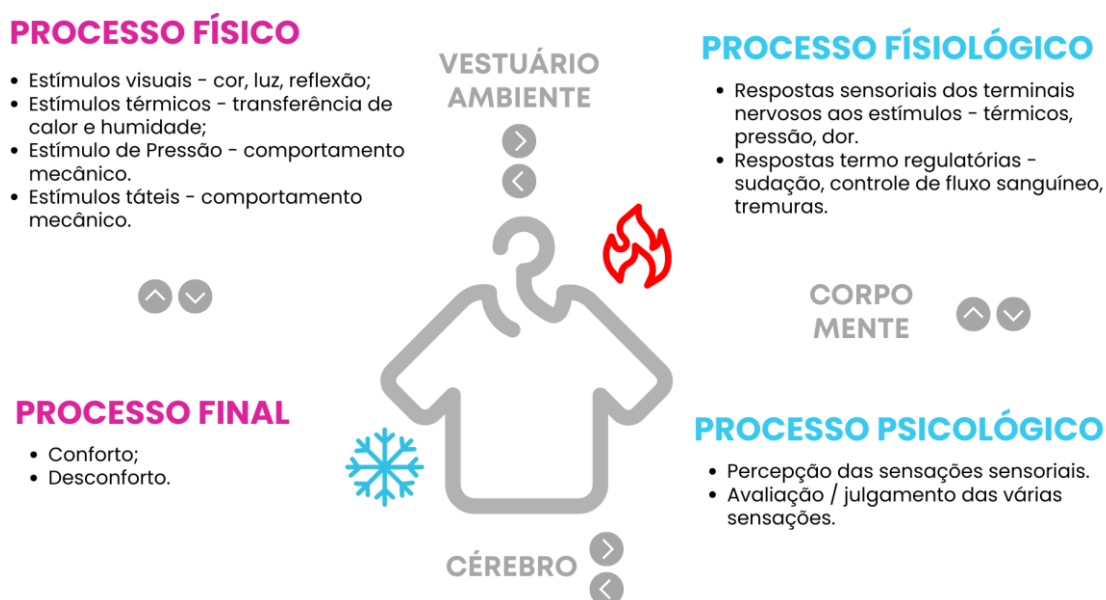 PROCESSO FÍSICO
• Estímulos visuais - cor, luz, reflexão;
• Estímulos térmicos - transferência de
calor e humidade;
• Estímulo de Pressão - comportamento
mecânico.
• Estímulos táteis - comportamento
mecânico.
VESTUÁRIO
AMBIENTE
PROCESSO FÍSIOLÓGICO
• Respostas sensoriais dos terminais
nervosos aos estímulos - térmicos,
pressão, dor.
• Respostas termo regulatórias -
sudação, controle de fluxo sanguíneo,
tremuras.
CORPO
MENTE
PROCESSO FINAL
• Conforto;
• Desconforto.
PROCESSO PSICOLÓGICO
• Percepção das sensações sensoriais.
• Avaliação / julgamento das várias
sensações.
CÉREBRO